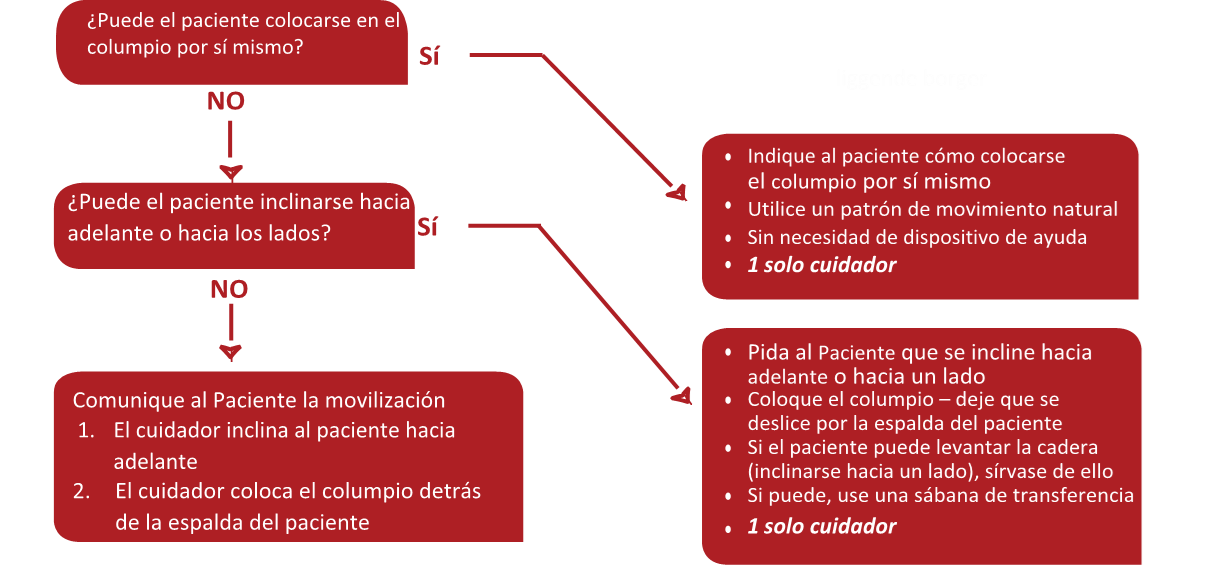 ¿Puede el paciente colocarse en el
columpio por sí mismo?
Sí
NO
¿Puede el paciente inclinarse hacia
adelante o hacia los lados?
Sí
NO
Comunique al Paciente la movilización
1. El cuidador inclina al paciente hacia
adelante
2. El cuidador coloca el columpio detrás
de la espalda del paciente
• Indique al paciente cómo colocarse
el columpio por sí mismo
• Utilice un patrón de movimiento natural
• Sin necesidad de dispositivo de ayuda
• 1 solo cuidador
• Pida al Paciente que se incline hacia
adelante o hacia un lado
• Coloque el columpio – deje que se
deslice por la espalda del paciente
• Si el paciente puede levantar la cadera
(inclinarse hacia un lado), sírvase de ello
• Si puede, use una sábana de transferencia
• 1 solo cuidador